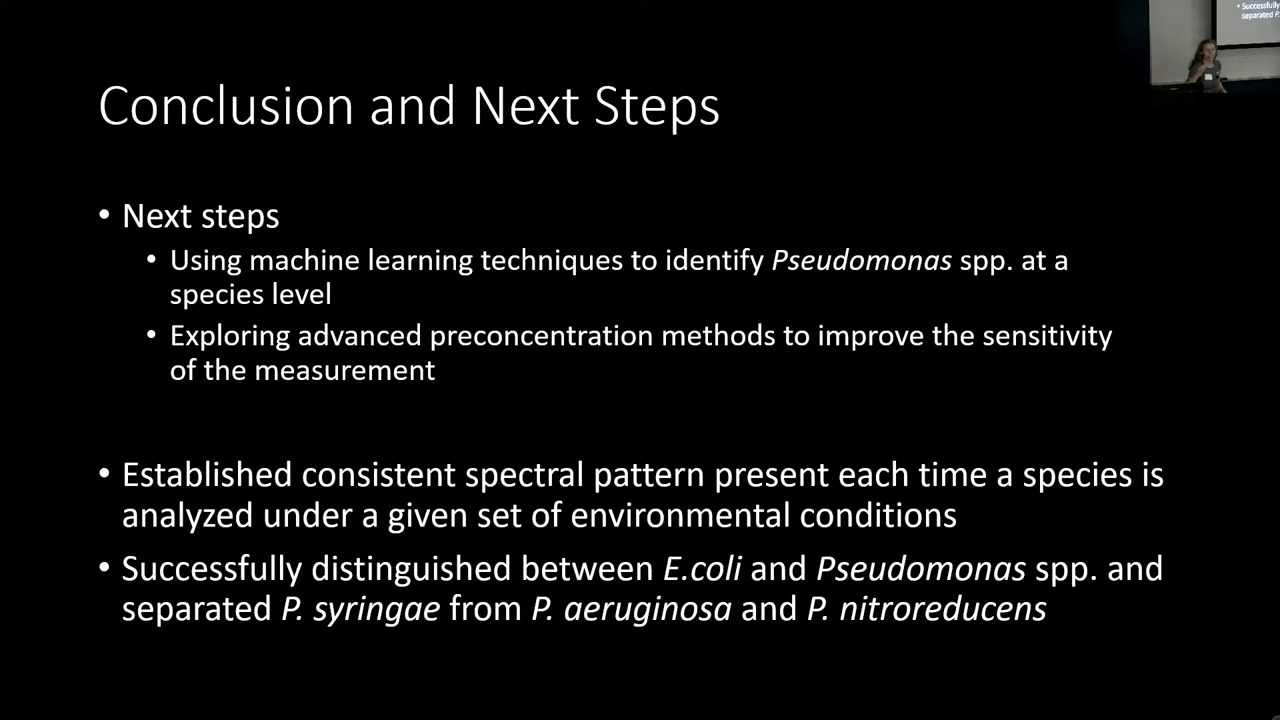 Conclusion and Next Steps
• Next steps
• Using machine learning techniques to identify Pseudomonas spp. at a
species level
• Exploring advanced preconcentration methods to improve the sensitivity
of the measurement
• Established consistent spectral pattern present each time a species is
analyzed under a given set of environmental conditions
• Successfully distinguished between E.coli and Pseudomonas spp. and
separated P. syringae from P. aeruginosa and P. nitroreducens
• Successfully
separated P.